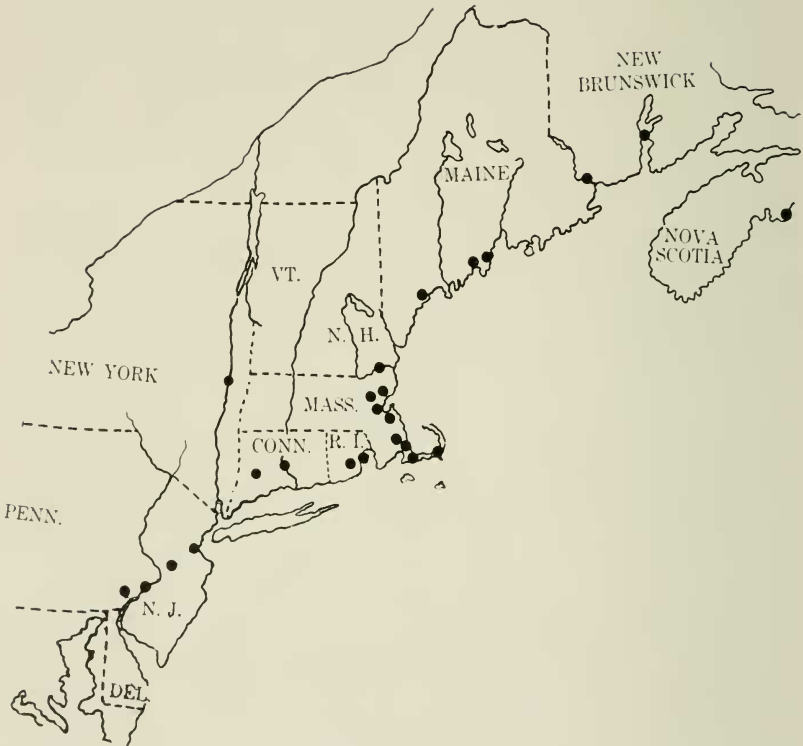 NEW
BRUNSWICK
MAINE
NOVA
SCOTIA
VT.
N. H.
NEW YORK
MASS.
CONN.
R. I.
PENN.
N. J.
DEL.